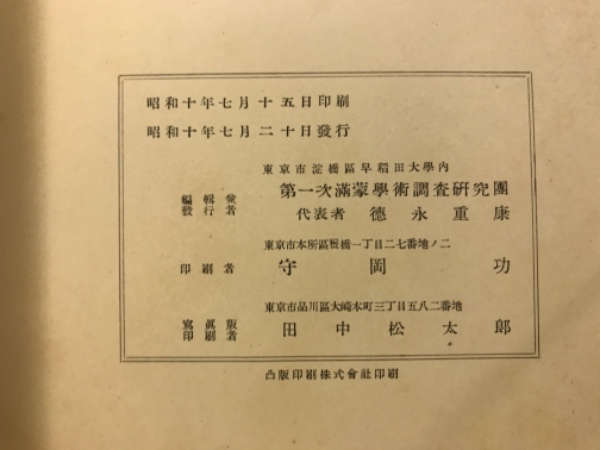 昭和十年七月十五日印刷
昭和十年七月二十日發行
東京市淀橋區早稻田大學内
編輯兼
發行者
第一次滿蒙學術調査研究團
代表者 德永重康
東京市本所區厩橋一丁目二七番地ノ二
印刷者 守岡功
東京市品川區大崎本町三丁目五八二番地
寫眞版
印刷者
田中松太郎
凸版印刷株式會社印刷